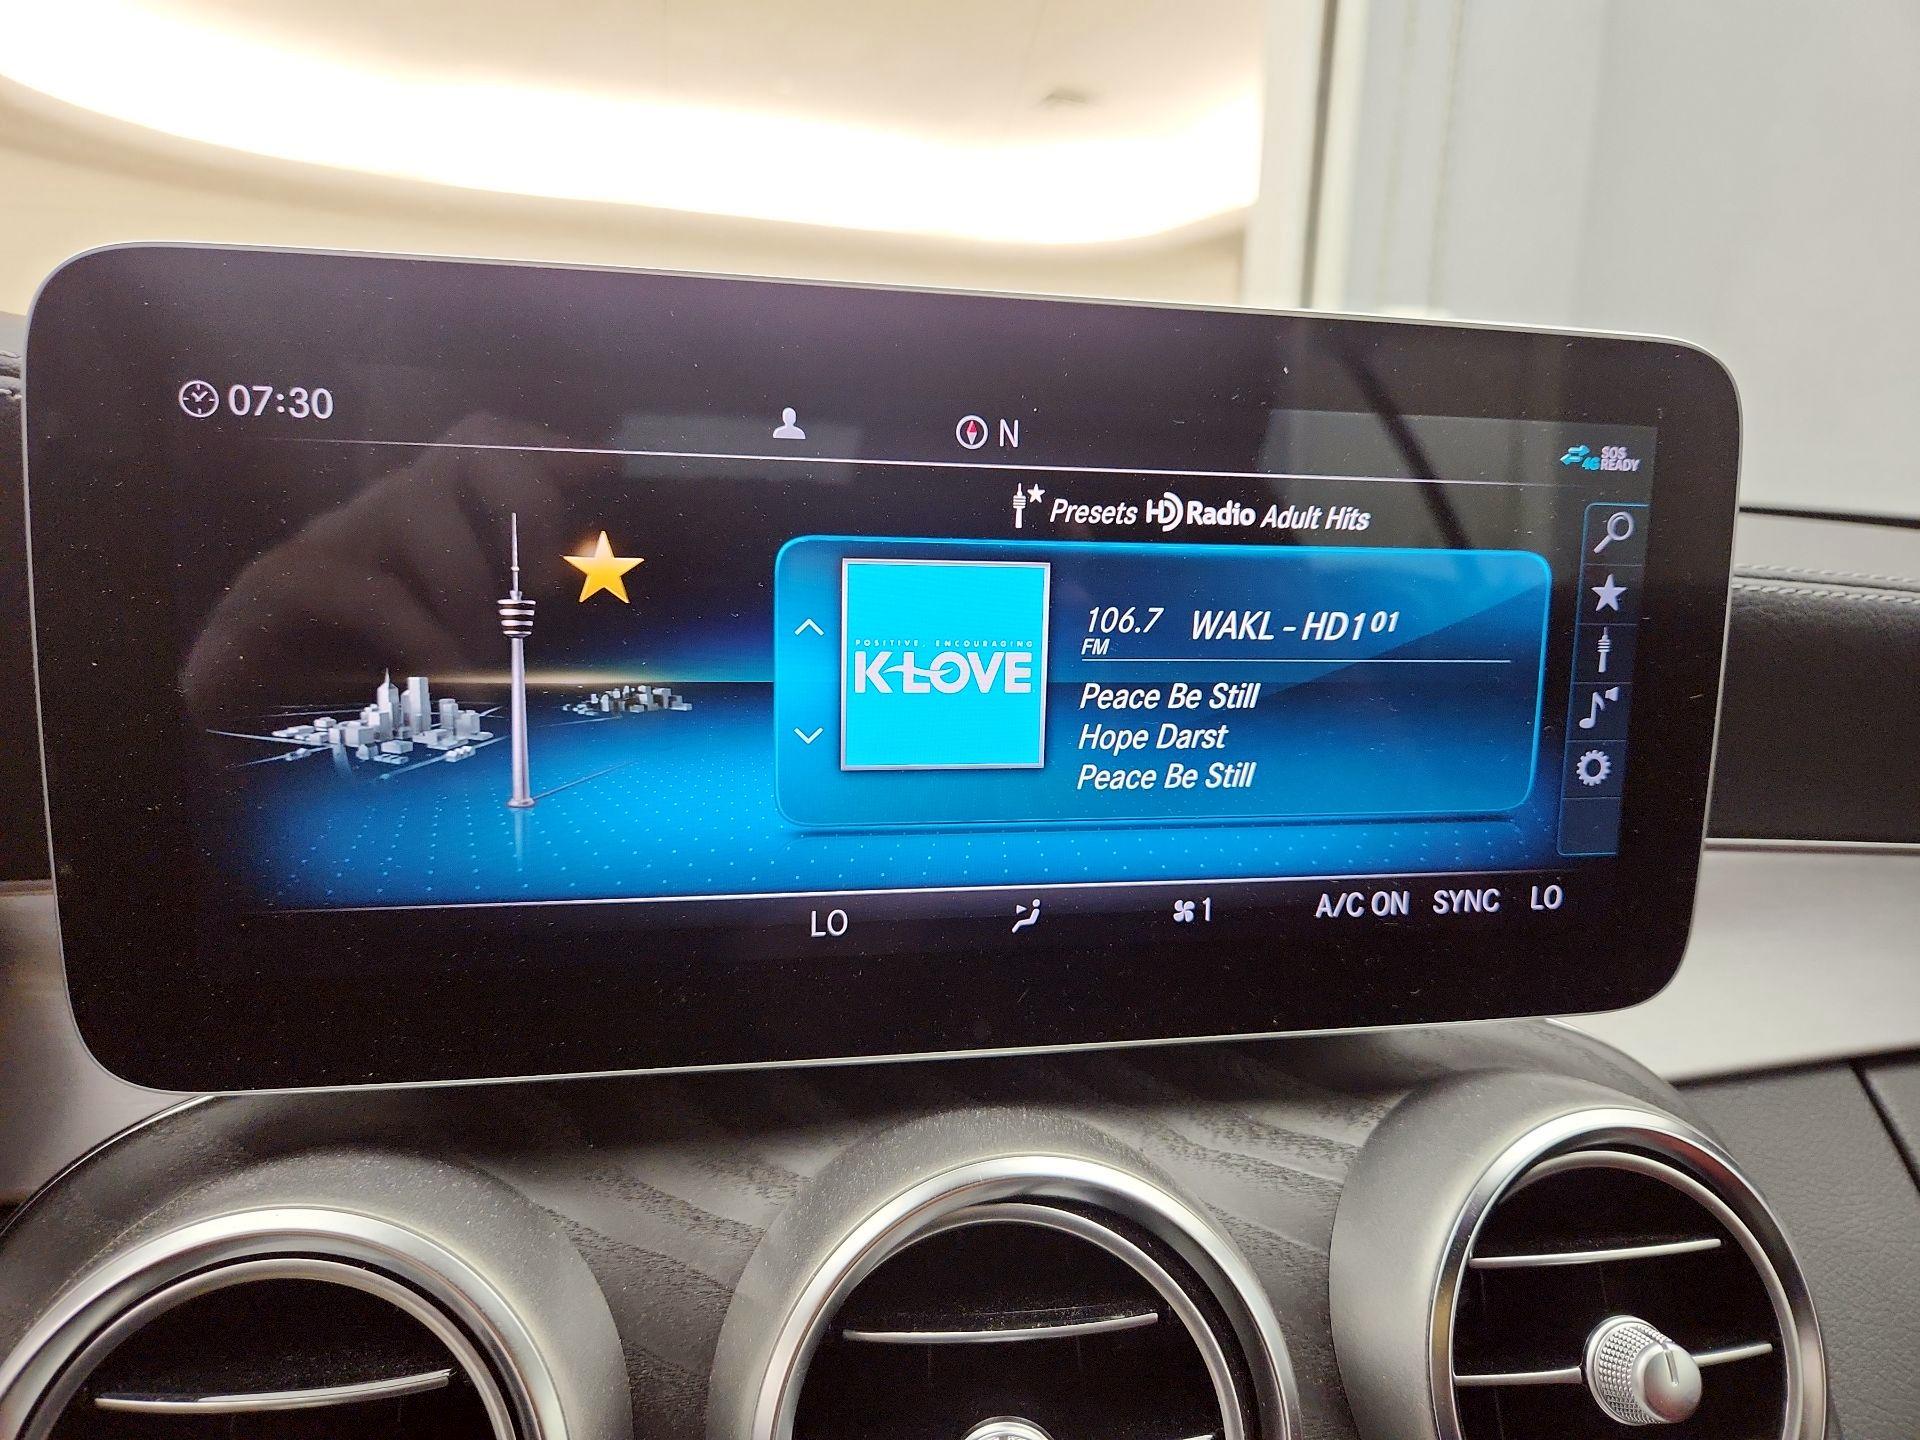 07:30
N
4G SOS READY
Presets HD Radio Adult Hits
POSITIVE, ENCOURAGING
K-LOVE
106.7 FM WAKL - HD1 01
Peace Be Still
Hope Darst
Peace Be Still
LO 1 A/C ON SYNC LO